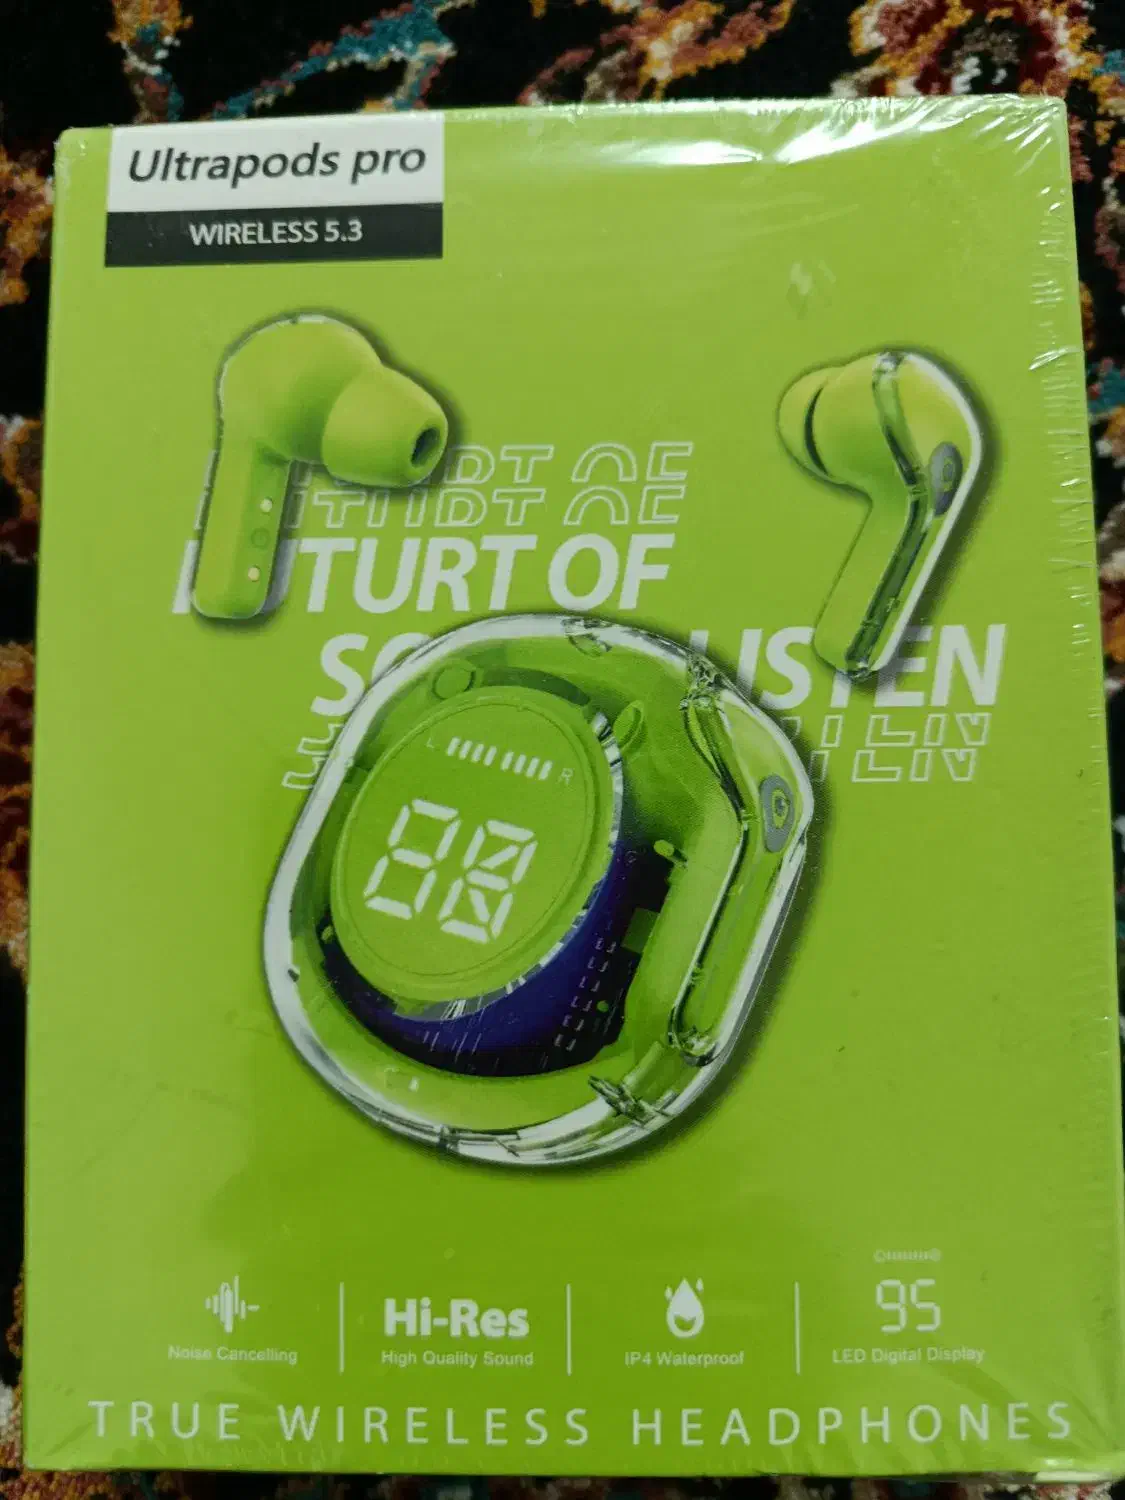 Ultrapods pro
WIRELESS 5.3
TURT OF
LISTEN
L R
88
95
Noise Cancelling
Hi-Res
High Quality Sound
IP4 Waterproof
LED Digital Display
TRUE WIRELESS HEADPHONES